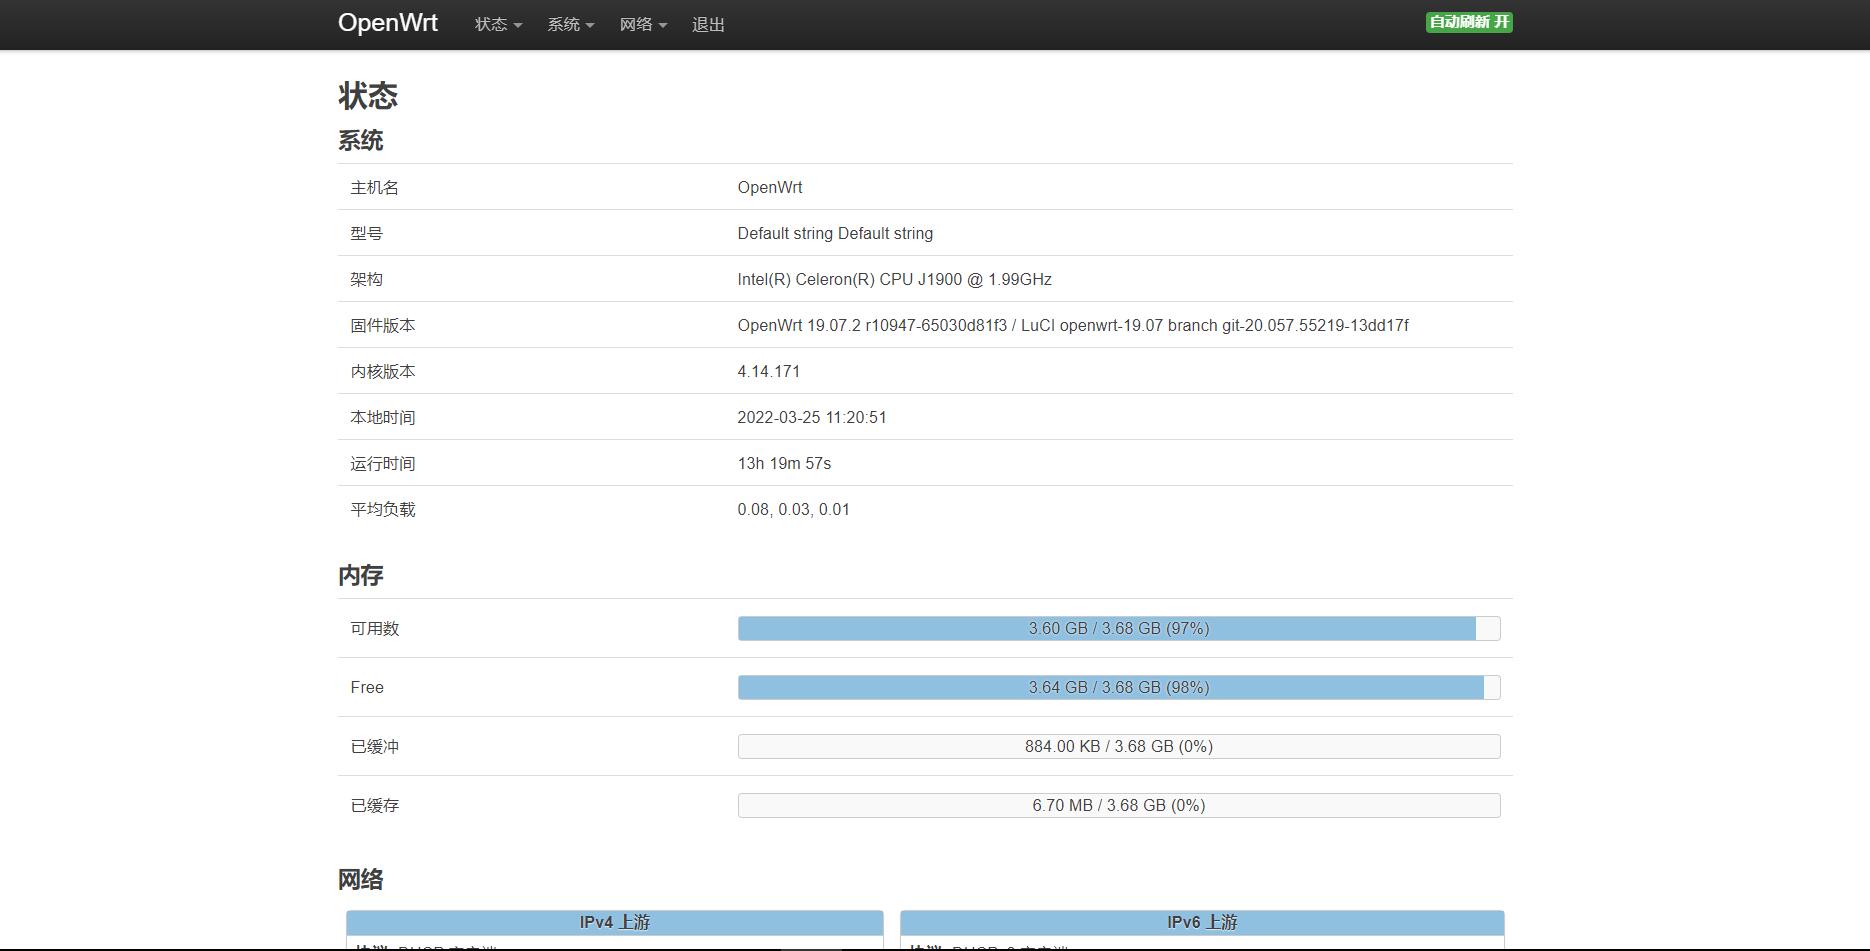 OpenWrt 状态 系统 网络 退出 自动刷新 开
状态
系统
主机名 OpenWrt
型号 Default string Default string
架构 Intel(R) Celeron(R) CPU J1900 @ 1.99GHz
固件版本 OpenWrt 19.07.2 r10947-65030d81f3 / LuCI openwrt-19.07 branch git-20.057.55219-13dd17f
内核版本 4.14.171
本地时间 2022-03-25 11:20:51
运行时间 13h 19m 57s
平均负载 0.08, 0.03, 0.01
内存
可用数 3.60 GB / 3.68 GB (97%)
Free 3.64 GB / 3.68 GB (98%)
已缓冲 884.00 KB / 3.68 GB (0%)
已缓存 6.70 MB / 3.68 GB (0%)
网络
IPv4 上游 IPv6 上游